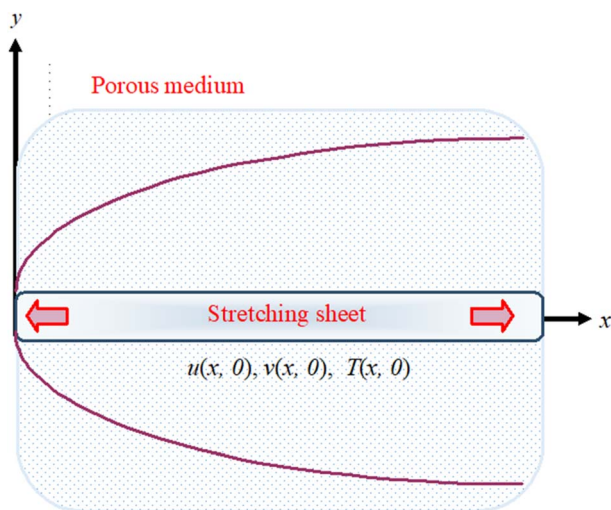 y
Porous medium
Stretching sheet
x
u(x, 0), v(x, 0), T(x, 0)